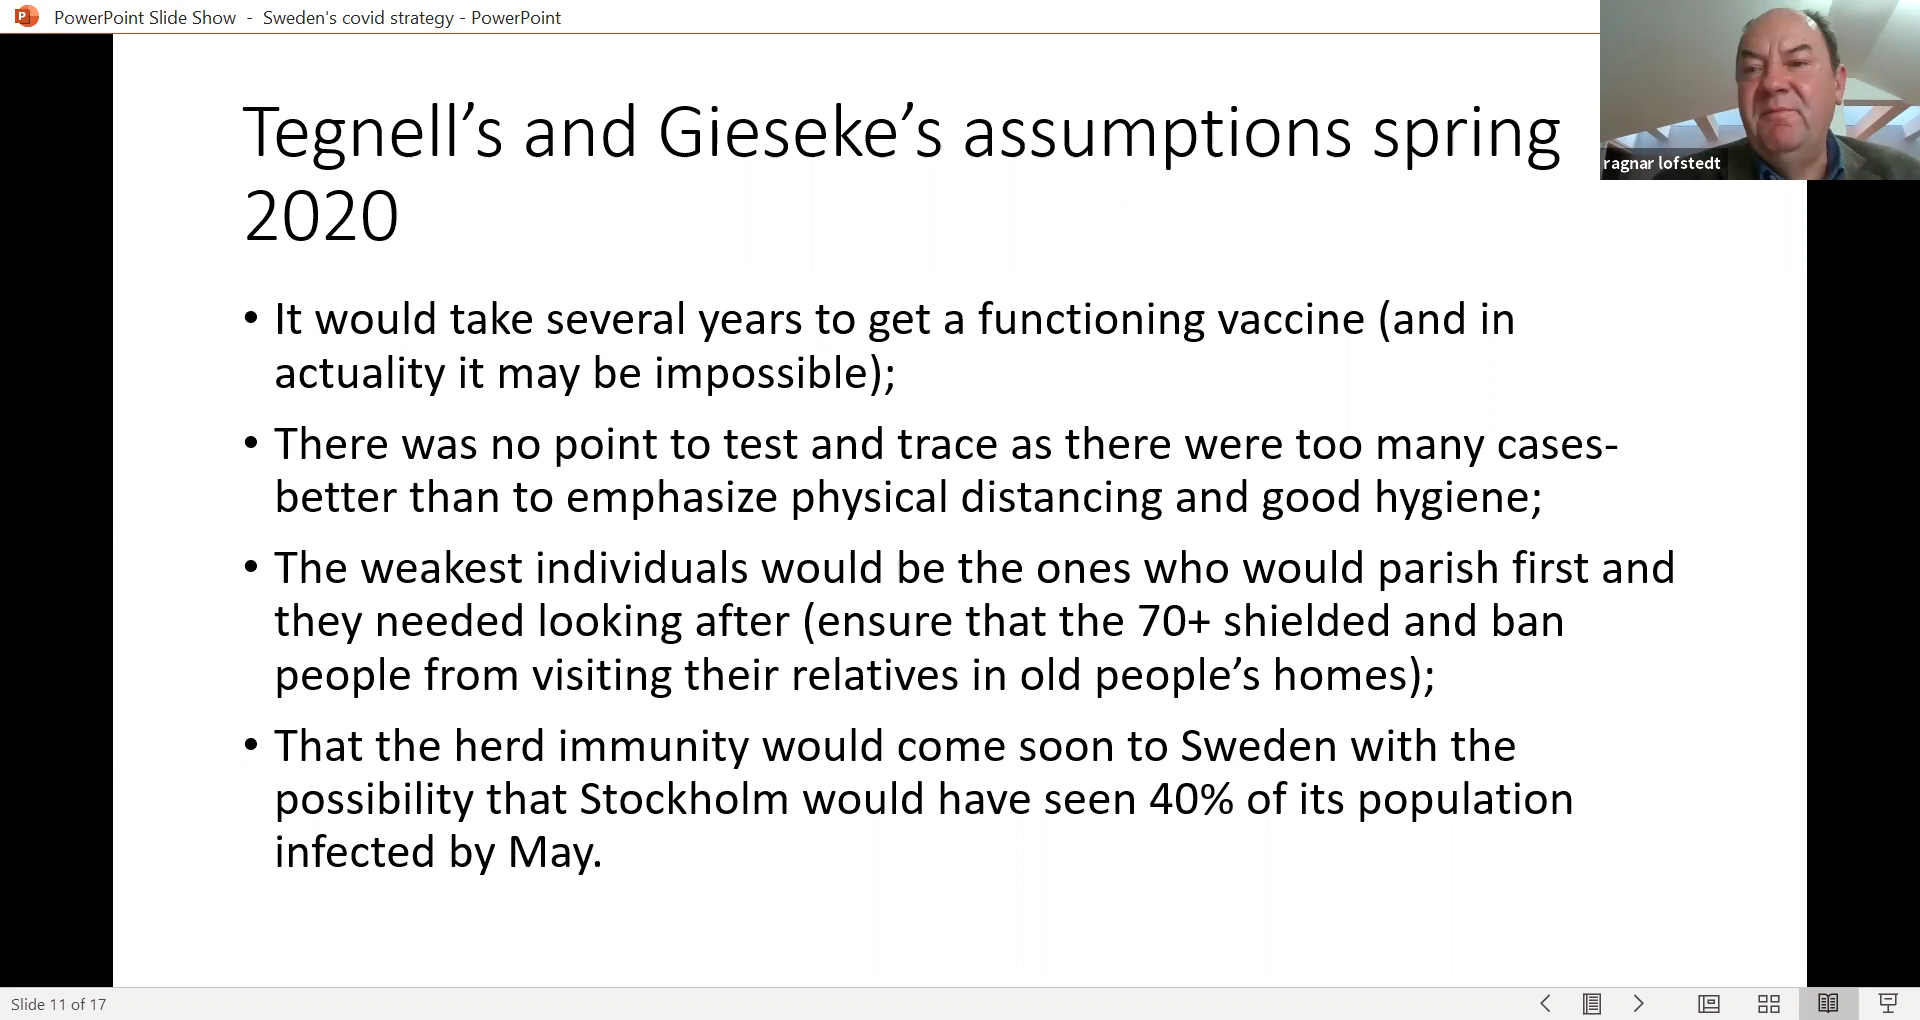 PowerPoint Slide Show - Sweden's covid strategy - PowerPoint
ragnar lofstedt
Tegnell’s and Gieseke’s assumptions spring
2020
• It would take several years to get a functioning vaccine (and in
actuality it may be impossible);
• There was no point to test and trace as there were too many cases-
better than to emphasize physical distancing and good hygiene;
• The weakest individuals would be the ones who would parish first and
they needed looking after (ensure that the 70+ shielded and ban
people from visiting their relatives in old people’s homes);
• That the herd immunity would come soon to Sweden with the
possibility that Stockholm would have seen 40% of its population
infected by May.
Slide 11 of 17